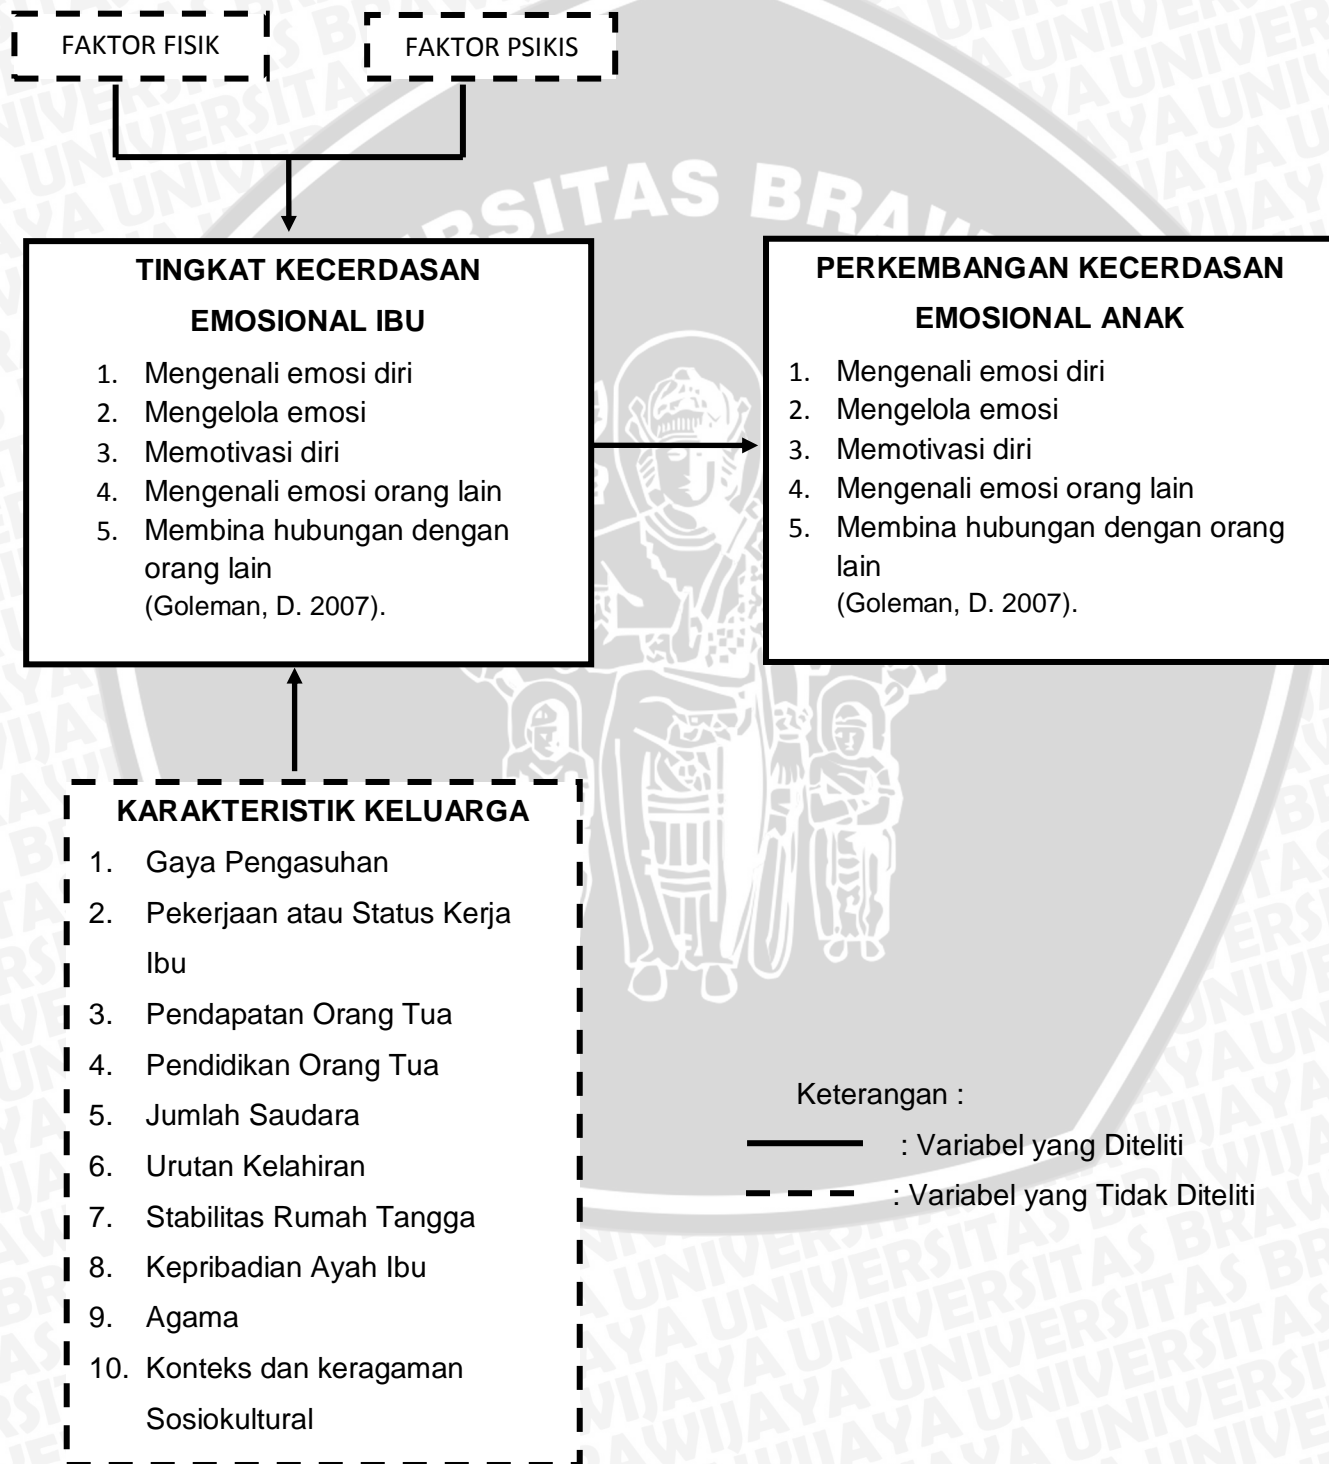 FAKTOR FISIK
FAKTOR PSIKIS
UNIVERSITAS BRAWIJAYA
TINGKAT KECERDASAN
EMOSIONAL IBU
1. Mengenali emosi diri
2. Mengelola emosi
3. Memotivasi diri
4. Mengenali emosi orang lain
5. Membina hubungan dengan
orang lain
(Goleman, D. 2007).
PERKEMBANGAN KECERDASAN
EMOSIONAL ANAK
1. Mengenali emosi diri
2. Mengelola emosi
3. Memotivasi diri
4. Mengenali emosi orang lain
5. Membina hubungan dengan orang
lain
(Goleman, D. 2007).
KARAKTERISTIK KELUARGA
1. Gaya Pengasuhan
2. Pekerjaan atau Status Kerja
Ibu
3. Pendapatan Orang Tua
4. Pendidikan Orang Tua
5. Jumlah Saudara
6. Urutan Kelahiran
7. Stabilitas Rumah Tangga
8. Kepribadian Ayah Ibu
9. Agama
10. Konteks dan keragaman
Sosiokultural
Keterangan :
: Variabel yang Diteliti
: Variabel yang Tidak Diteliti